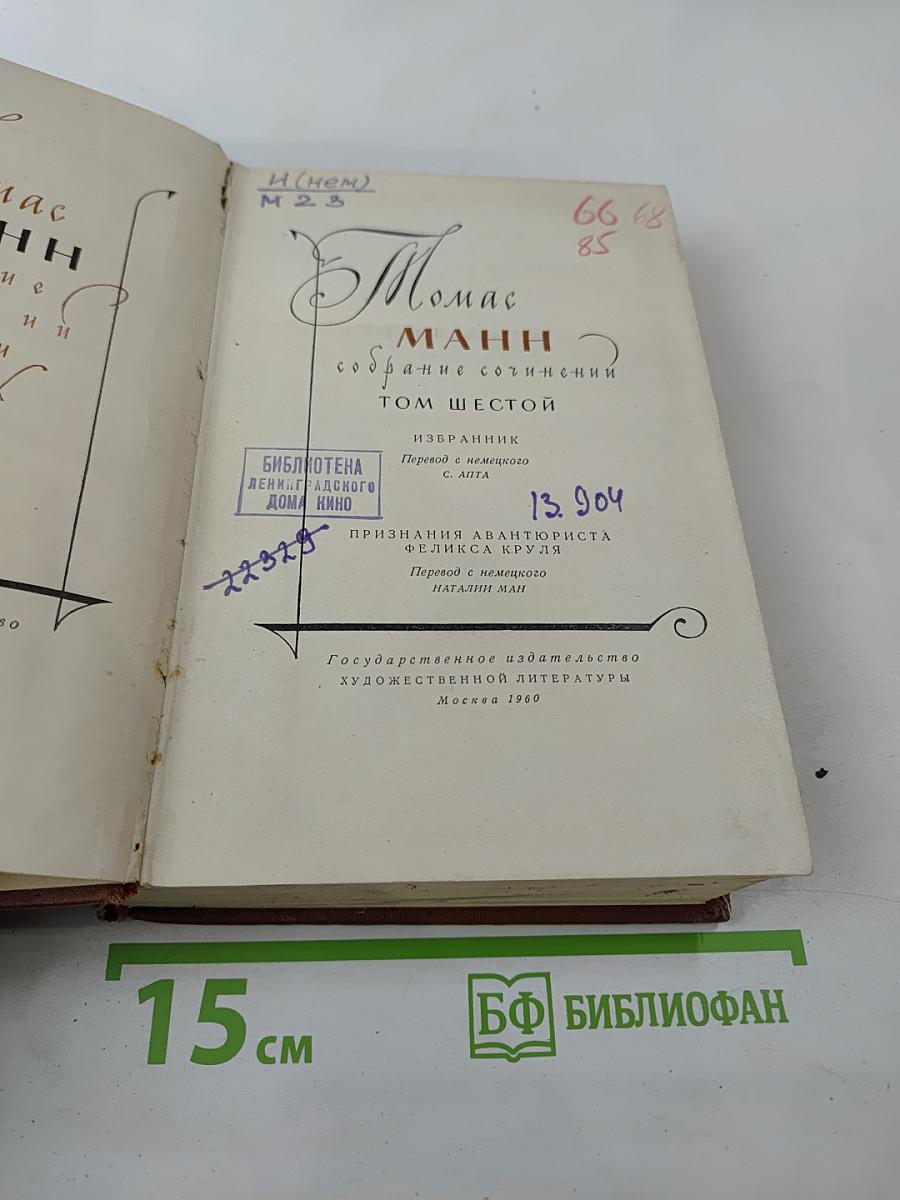 И (нем)
М 23
66 68
85
Томас
МАНН
собрание сочинений
ТОМ ШЕСТОЙ
ИЗБРАННИК
Перевод с немецкого
С. АПТА
БИБЛИОТЕКА
ЛЕНИНГРАДСКОГО
ДОМА КИНО
13.904
22329
ПРИЗНАНИЯ АВАНТЮРИСТА
ФЕЛИКСА КРУЛЯ
Перевод с немецкого
НАТАЛИИ МАН
Государственное издательство
ХУДОЖЕСТВЕННОЙ ЛИТЕРАТУРЫ
Москва 1960
15 см
БФ БИБЛИОФАН